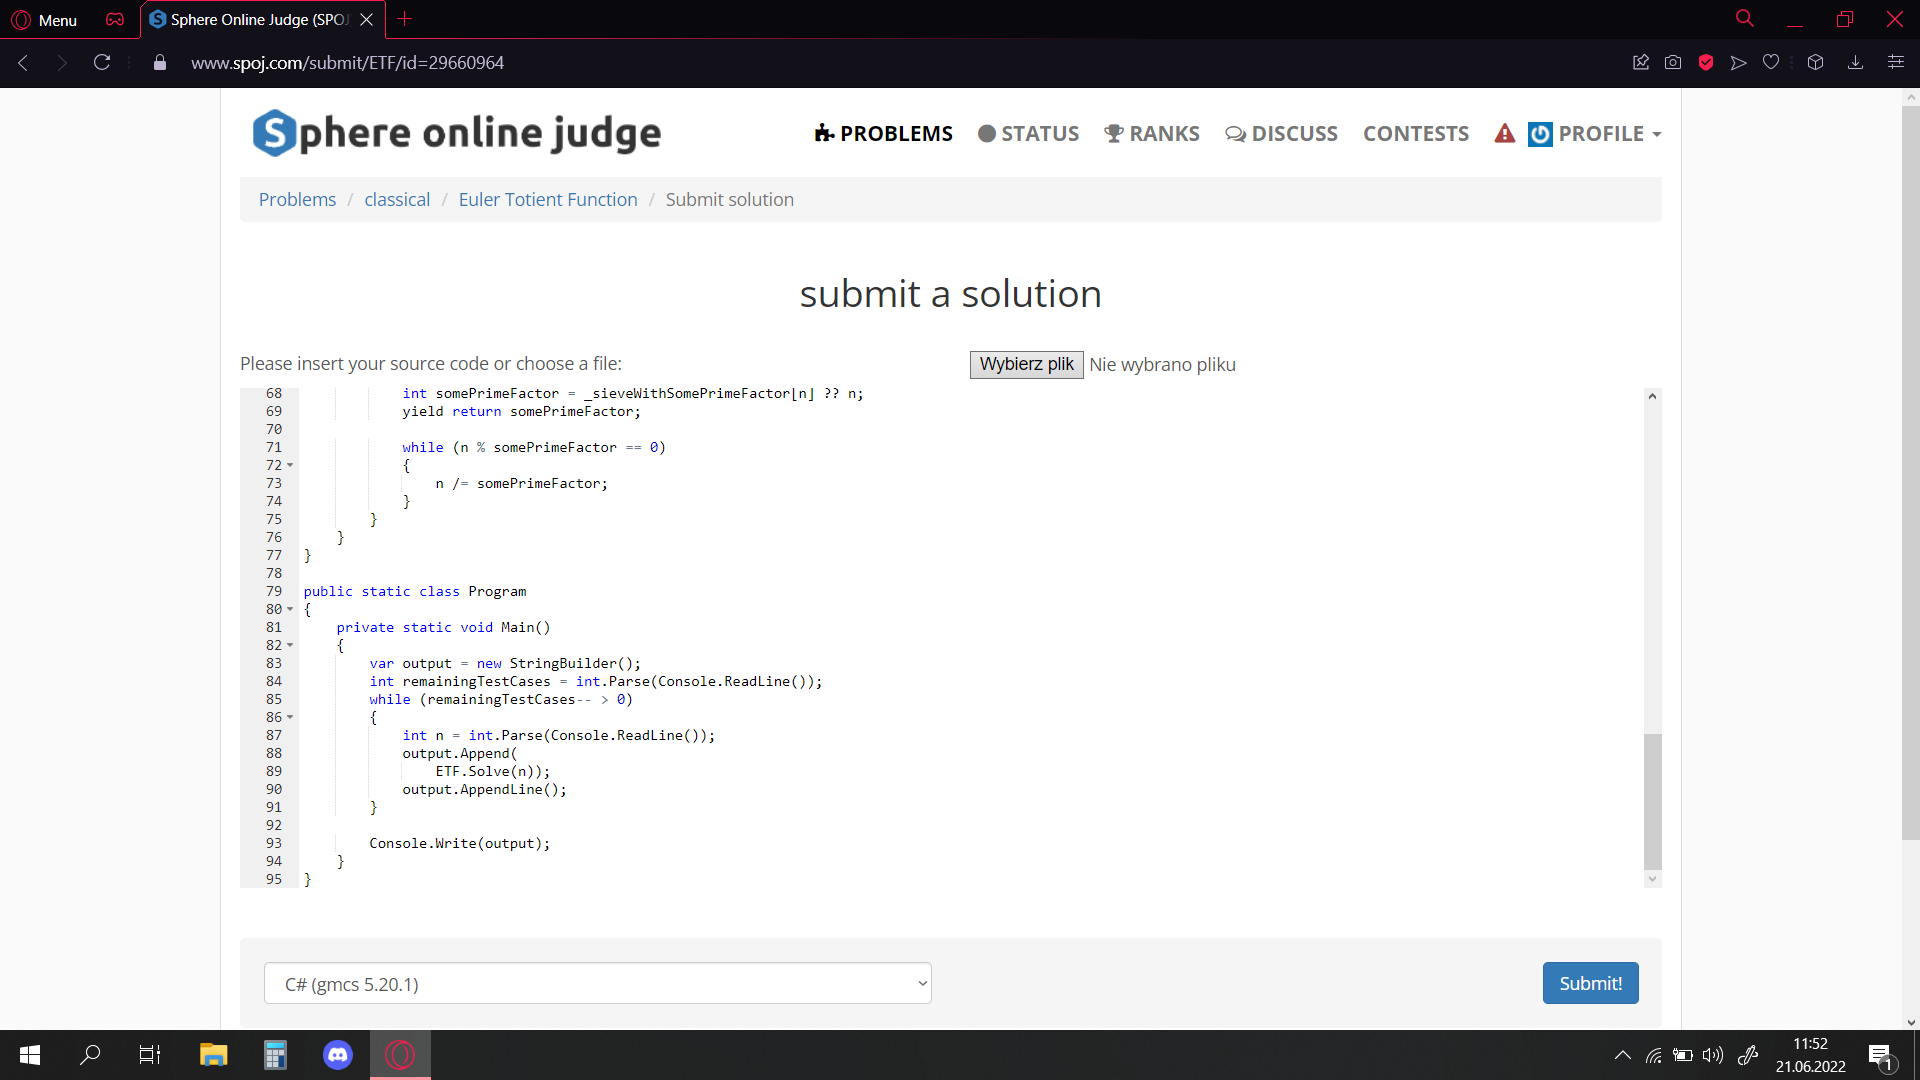 Menu
Sphere Online Judge (SPOJ
www.spoj.com/submit/ETF/id=29660964
Sphere online judge
PROBLEMS STATUS RANKS DISCUSS CONTESTS PROFILE
Problems / classical / Euler Totient Function / Submit solution
submit a solution
Please insert your source code or choose a file: Wybierz plik Nie wybrano pliku
68 int somePrimeFactor = _sieveWithSomePrimeFactor[n] ?? n;
69 yield return somePrimeFactor;
70
71 while (n % somePrimeFactor == 0)
72 {
73 n /= somePrimeFactor;
74 }
75 }
76 }
77 }
78
79 public static class Program
80 {
81 private static void Main()
82 {
83 var output = new StringBuilder();
84 int remainingTestCases = int.Parse(Console.ReadLine());
85 while (remainingTestCases-- > 0)
86 {
87 int n = int.Parse(Console.ReadLine());
88 output.Append(
89 ETF.Solve(n));
90 output.AppendLine();
91 }
92
93 Console.Write(output);
94 }
95 }
C# (gmcs 5.20.1)
Submit!
11:52
21.06.2022
1